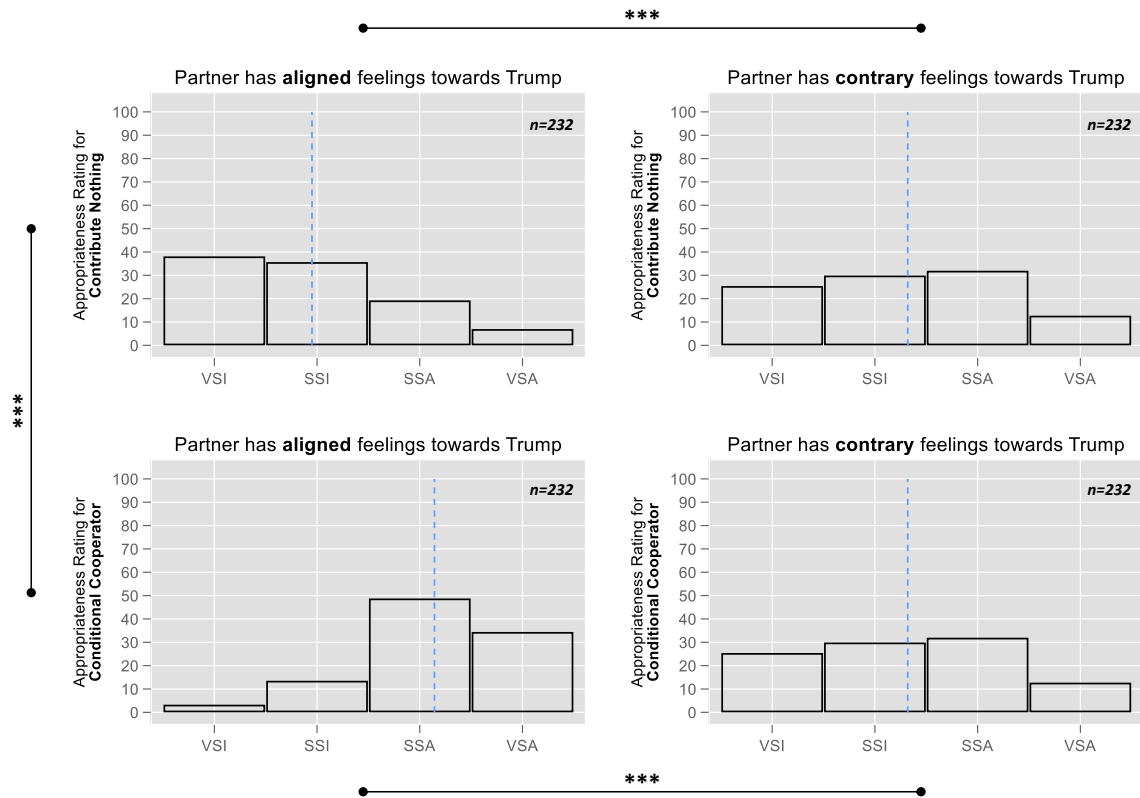 ***
Partner has aligned feelings towards Trump
Appropriateness Rating for
Contribute Nothing
100
90
80
70
60
50
40
30
20
10
0
n=232
VSI SSI SSA VSA
Partner has contrary feelings towards Trump
Appropriateness Rating for
Contribute Nothing
100
90
80
70
60
50
40
30
20
10
0
n=232
VSI SSI SSA VSA
***
Partner has aligned feelings towards Trump
Appropriateness Rating for
Conditional Cooperator
100
90
80
70
60
50
40
30
20
10
0
n=232
VSI SSI SSA VSA
Partner has contrary feelings towards Trump
Appropriateness Rating for
Conditional Cooperator
100
90
80
70
60
50
40
30
20
10
0
n=232
VSI SSI SSA VSA
***